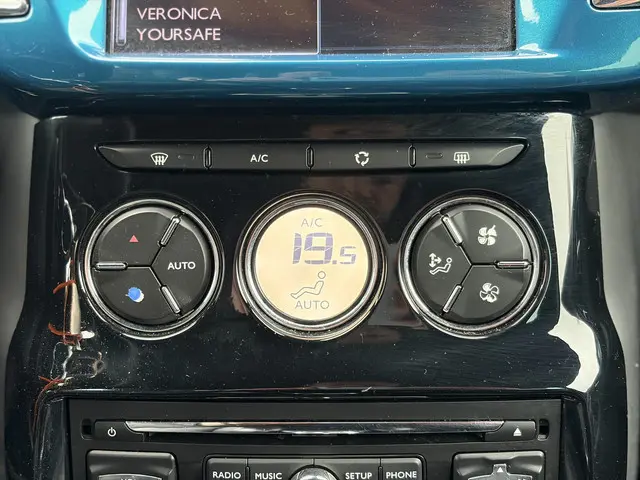 VERONICA
YOURSAFE
A/C
A/C
19.5
AUTO
AUTO
RADIO MUSIC SETUP PHONE